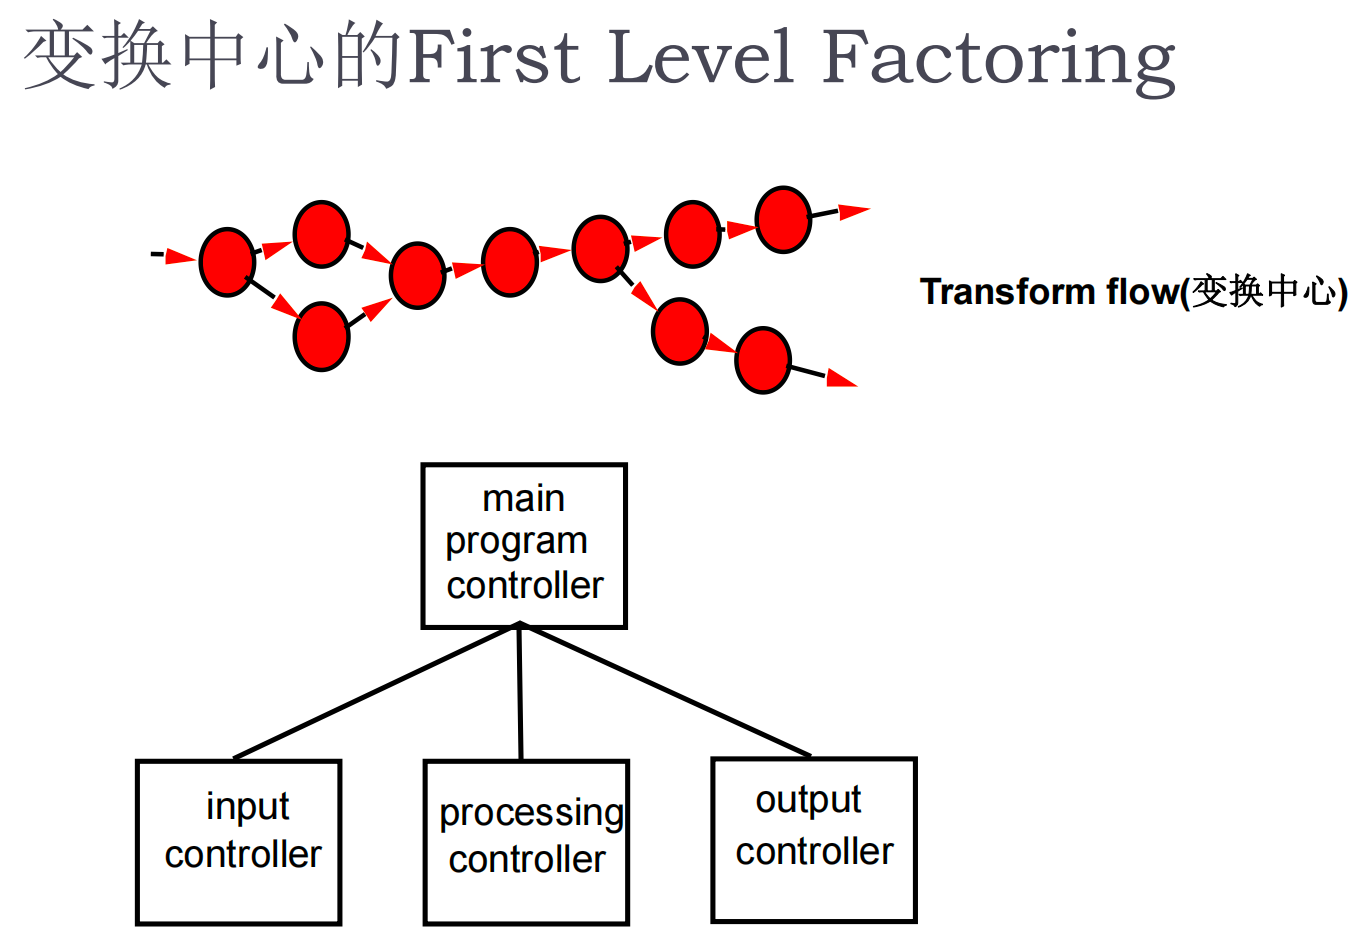 变换中心的First Level Factoring
Transform flow(变换中心)
main
program
controller
input
controller
processing
controller
output
controller